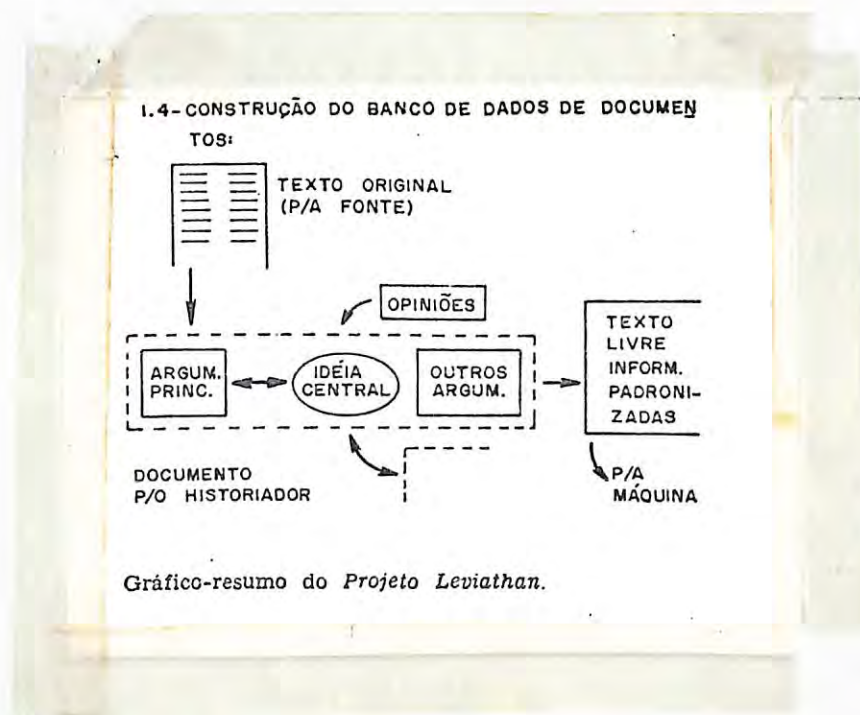 1.4-CONSTRUÇÃO DO BANCO DE DADOS DE DOCUMEN
TOS:
TEXTO ORIGINAL
(P/A FONTE)
OPINIÕES
ARGUM.
PRINC.
IDÉIA
CENTRAL
OUTROS
ARGUM.
TEXTO
LIVRE
INFORM.
PADRONI-
ZADAS
DOCUMENTO
P/O HISTORIADOR
P/A
MÁQUINA
Gráfico-resumo do Projeto Leviathan.